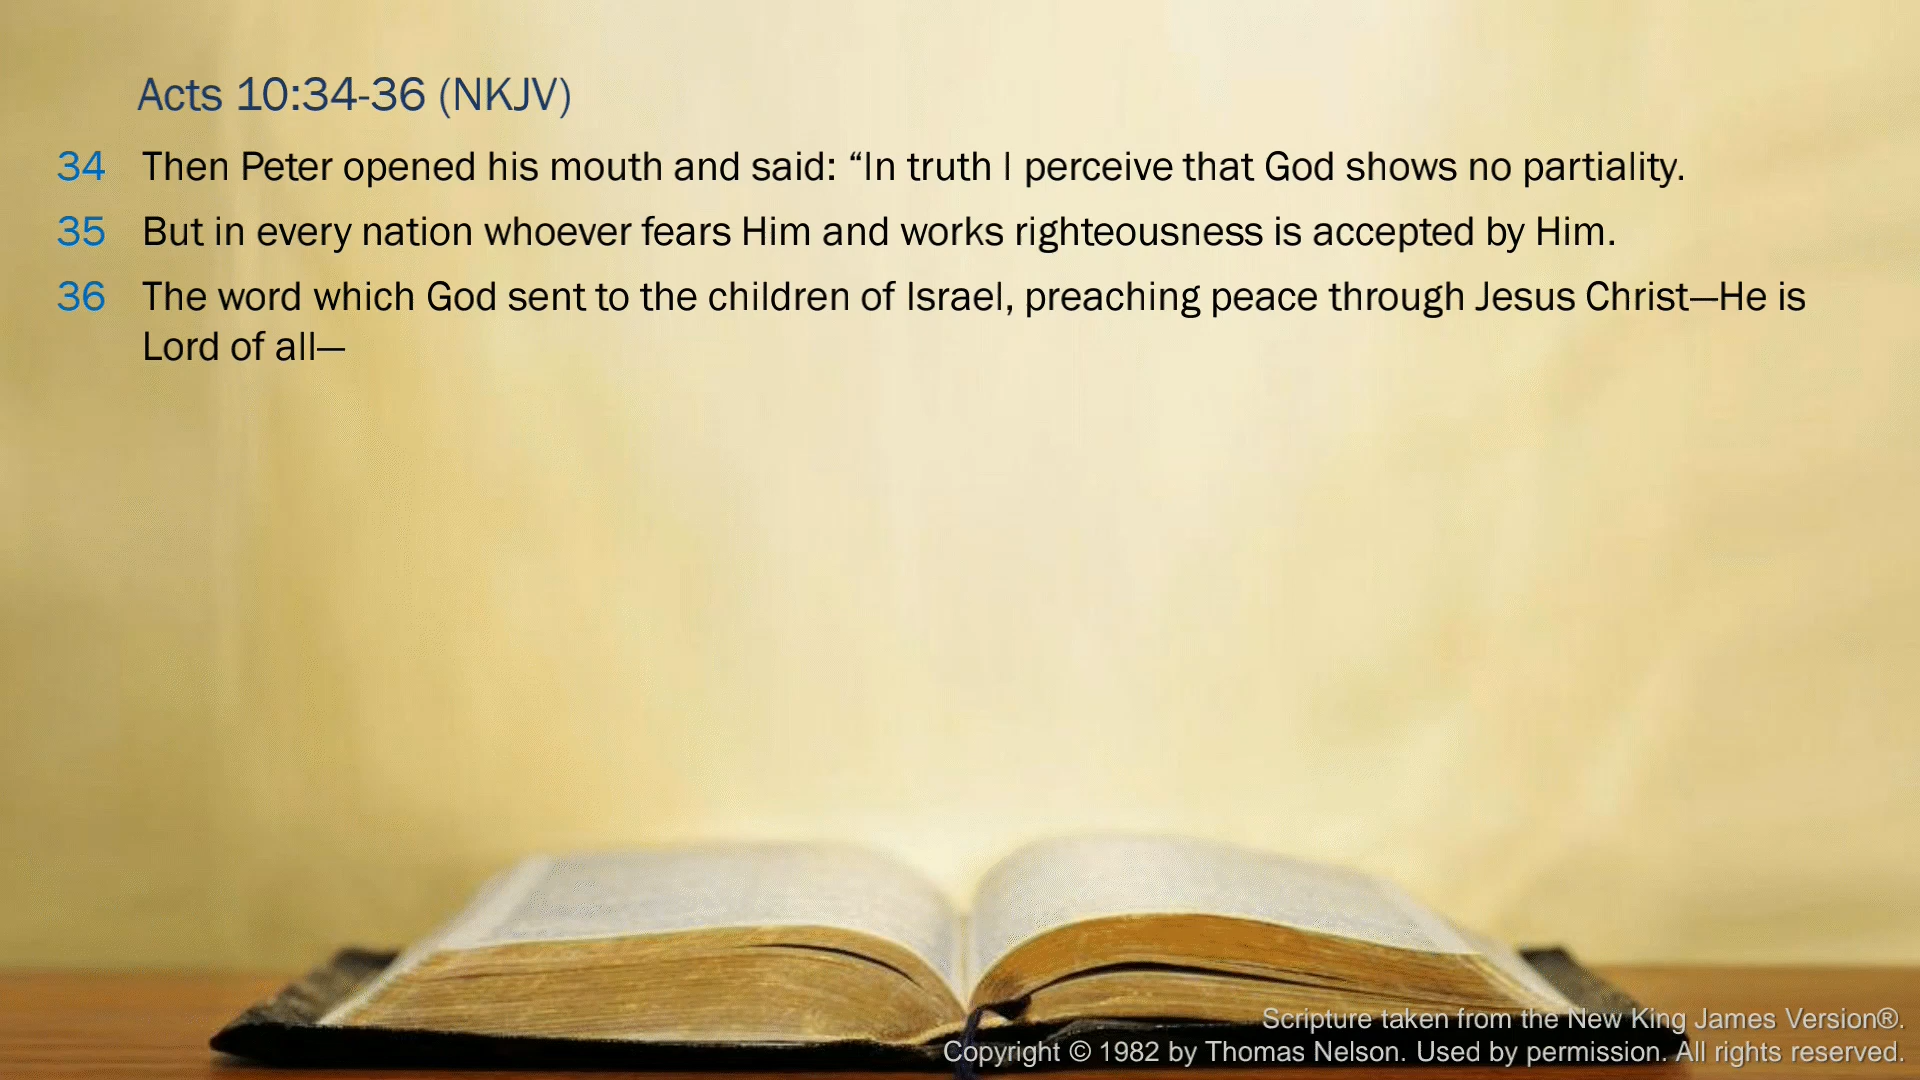 Acts 10:34-36 (NKJV)
34 Then Peter opened his mouth and said: “In truth I perceive that God shows no partiality.
35 But in every nation whoever fears Him and works righteousness is accepted by Him.
36 The word which God sent to the children of Israel, preaching peace through Jesus Christ—He is
Lord of all—
Scripture taken from the New King James Version®.
Copyright © 1982 by Thomas Nelson. Used by permission. All rights reserved.